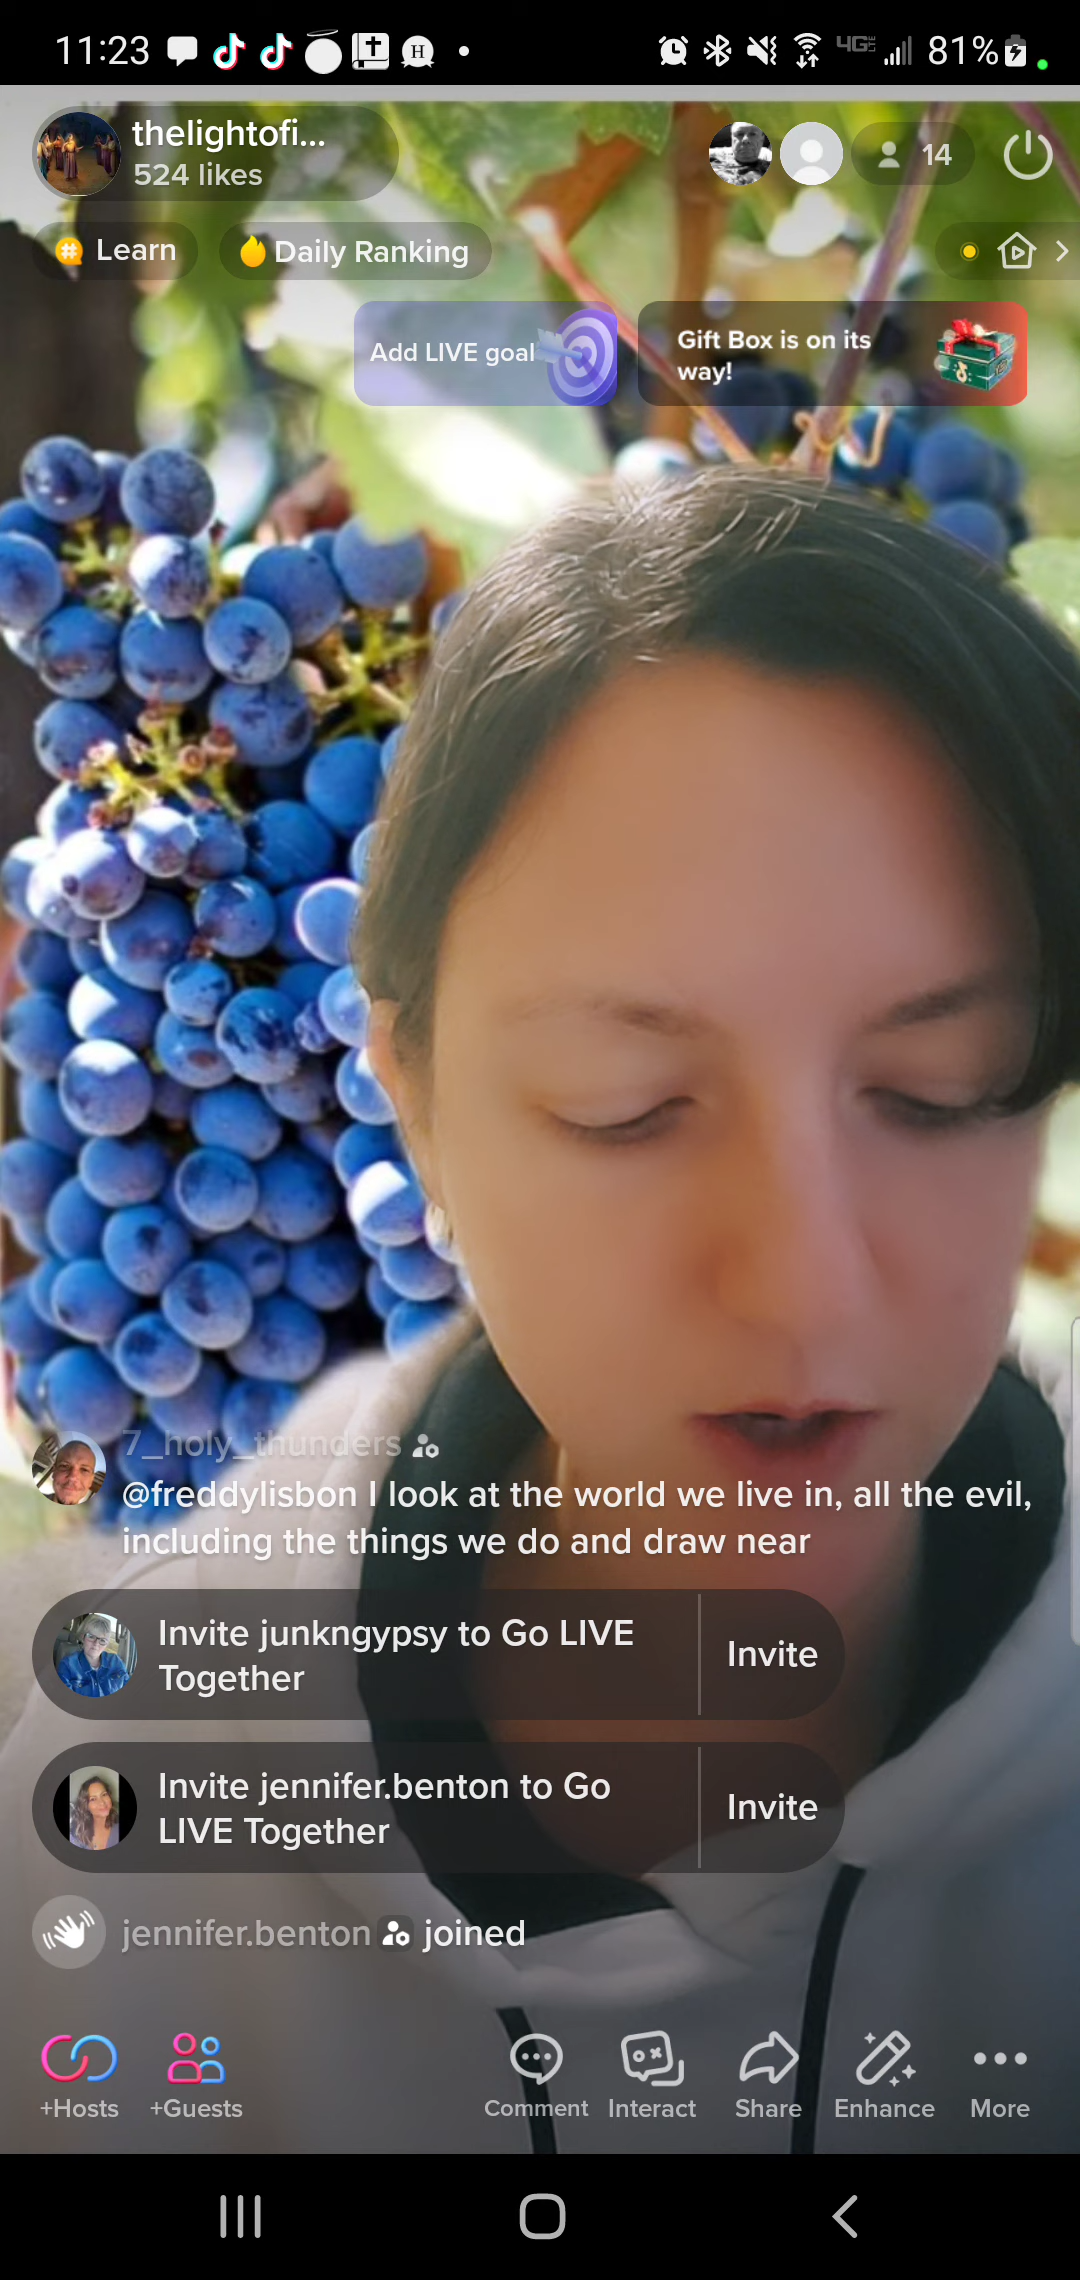 11:23
H
4G LTE
81%
thelightofi...
524 likes
14
Learn
Daily Ranking
Add LIVE goal
Gift Box is on its
way!
7_holy_thunders
@freddylisbon I look at the world we live in, all the evil,
including the things we do and draw near
Invite junkngypsy to Go LIVE
Together
Invite
Invite jennifer.benton to Go
LIVE Together
Invite
jennifer.benton joined
+Hosts
+Guests
Comment
Interact
Share
Enhance
More